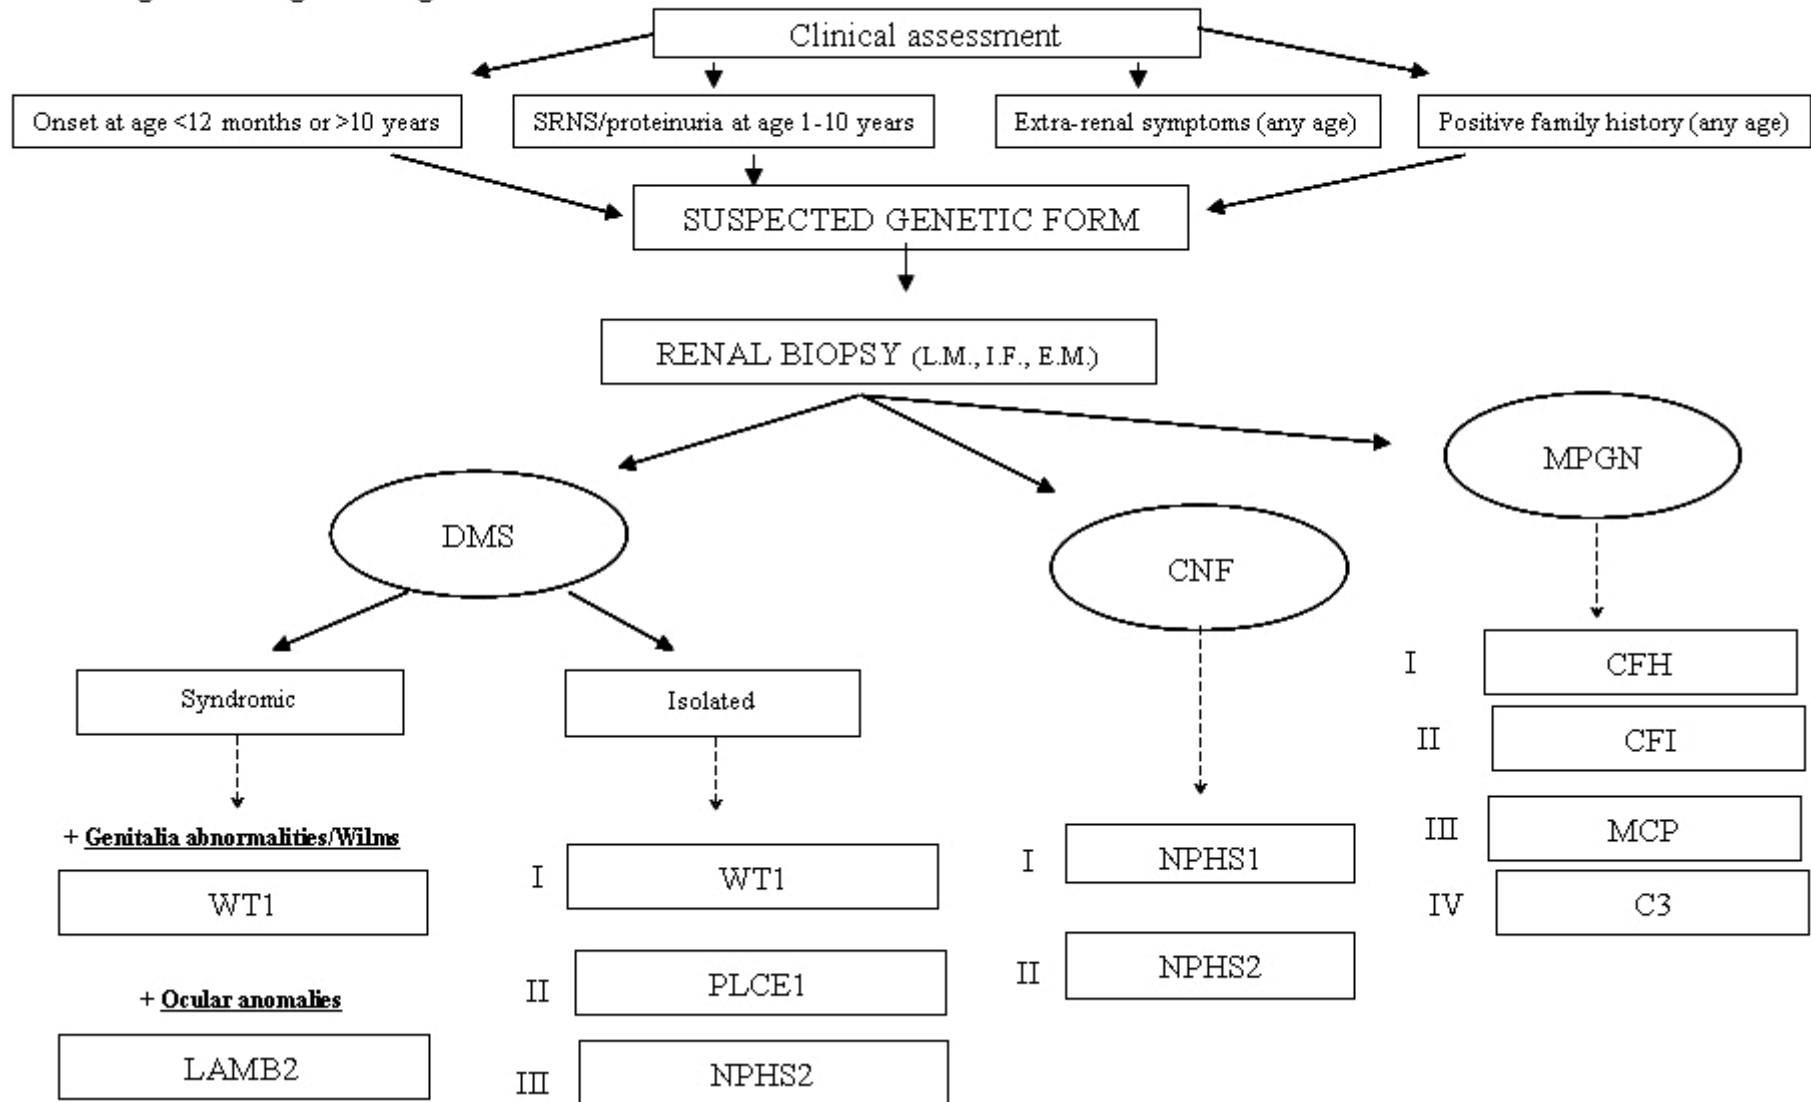 Clinical assessment
Onset at age <12 months or >10 years
SRNS/proteinuria at age 1-10 years
Extra-renal symptoms (any age)
Positive family history (any age)
SUSPECTED GENETIC FORM
RENAL BIOPSY (L.M., I.F., E.M.)
DMS
CNF
MPGN
Syndromic
Isolated
+ Genitalia abnormalities/Wilms
WT1
+ Ocular anomalies
LAMB2
I WT1
II PLCE1
III NPHS2
I NPHS1
II NPHS2
I CFH
II CFI
III MCP
IV C3